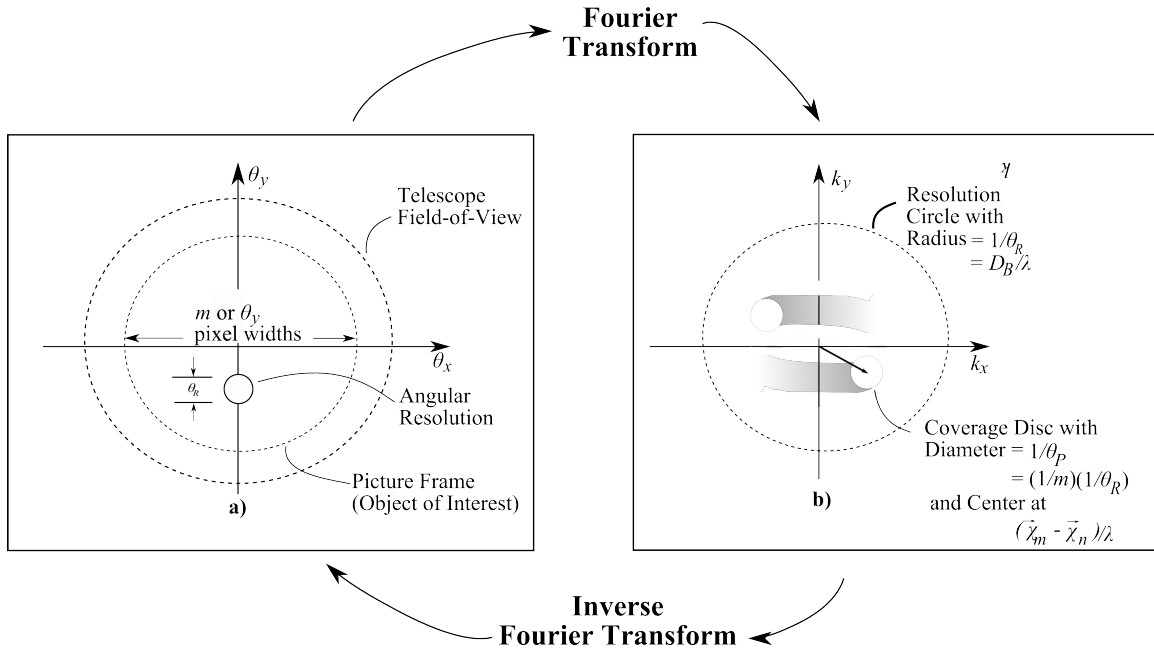 Fourier
Transform
θy
Telescope
Field-of-View
m or θy
pixel widths
θx
θR
Angular
Resolution
Picture Frame
(Object of Interest)
a)
ky
Resolution
Circle with
Radius = 1/θR
= DB/λ
kx
Coverage Disc with
Diameter = 1/θP
= (1/m)(1/θR)
and Center at
(χ⃗m - χ⃗n)/λ
b)
Inverse
Fourier Transform